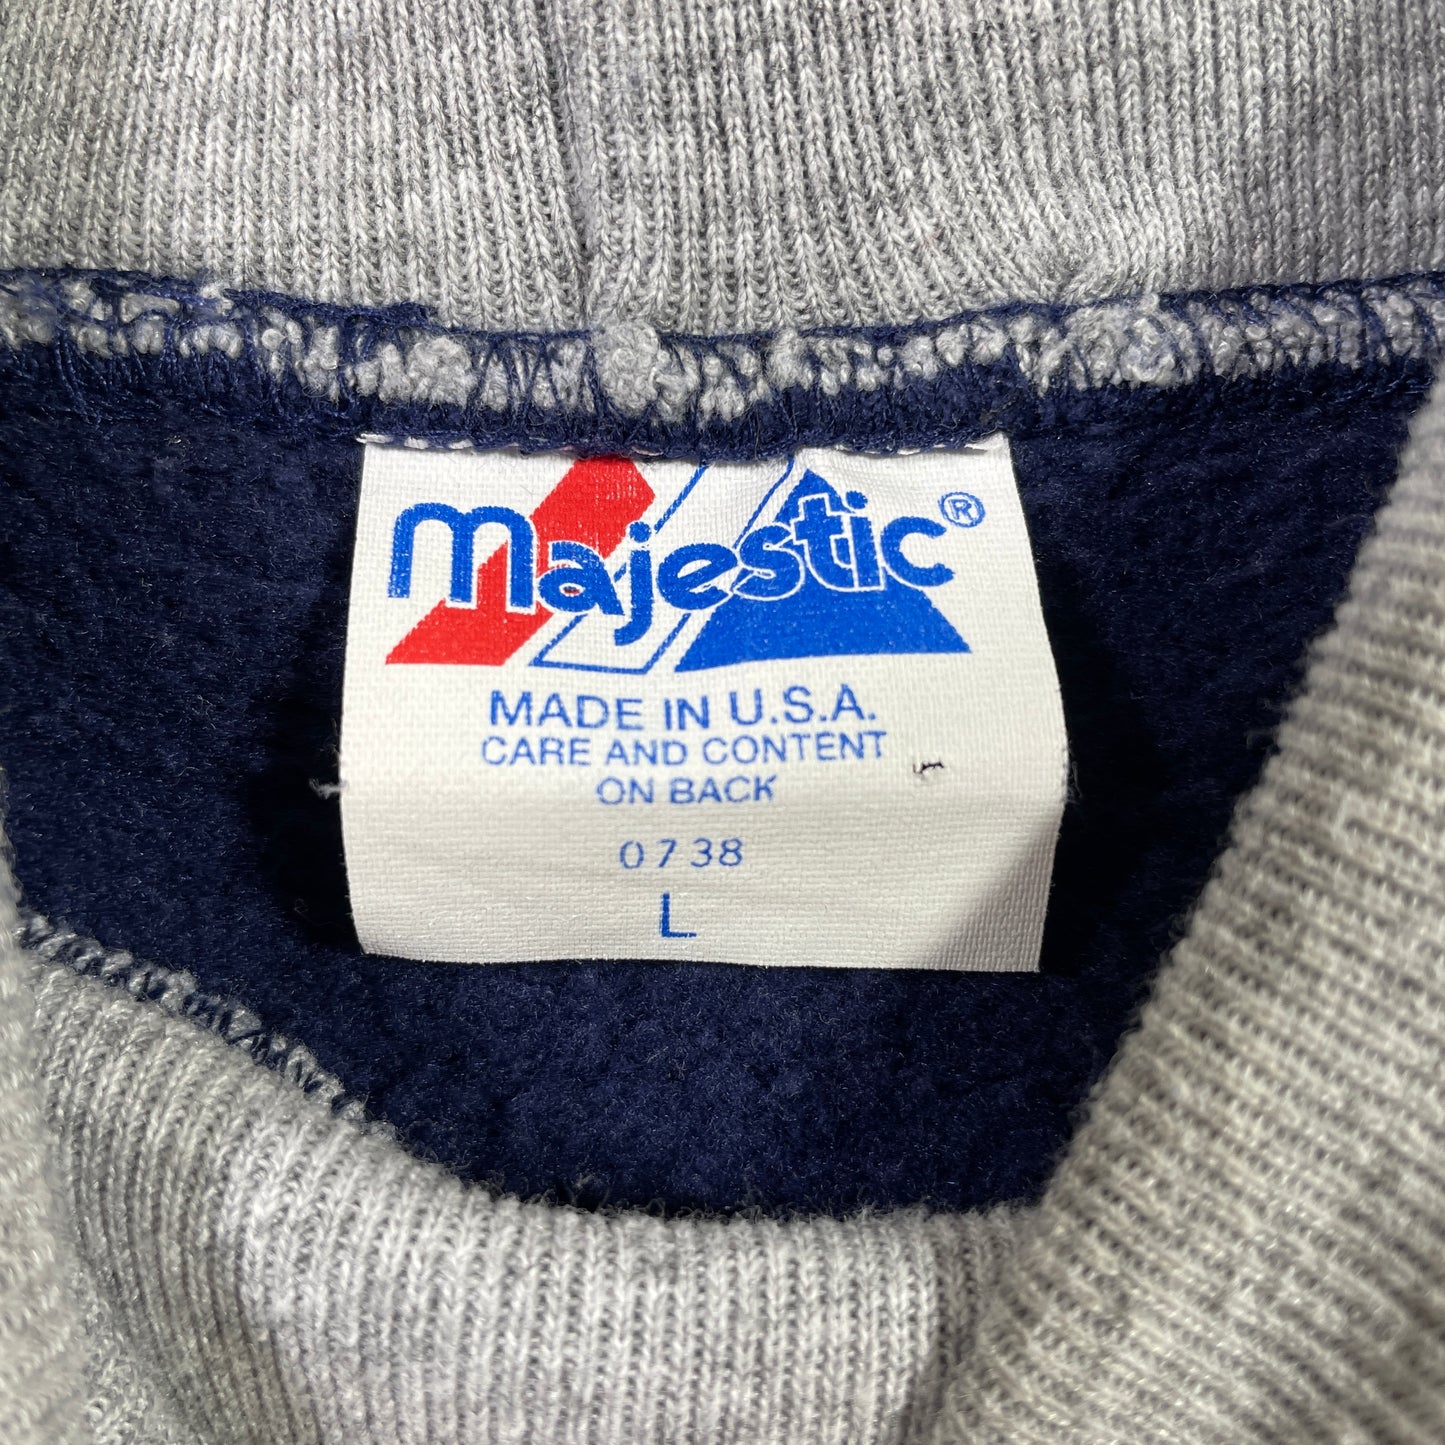 Majestic®
MADE IN U.S.A.
CARE AND CONTENT
ON BACK
0738
L